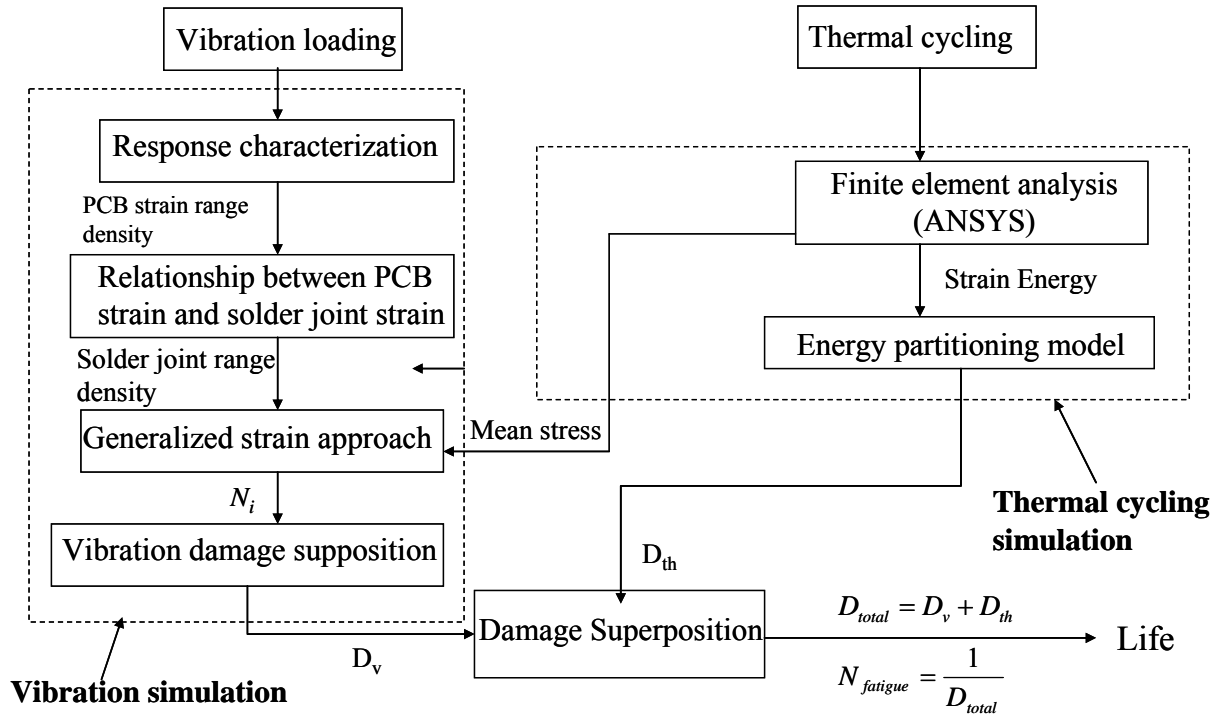 Vibration loading
Thermal cycling
Response characterization
PCB strain range
density
Relationship between PCB
strain and solder joint strain
Solder joint range
density
Generalized strain approach
N_i
Vibration damage supposition
D_v
Vibration simulation
Finite element analysis
(ANSYS)
Strain Energy
Energy partitioning model
Mean stress
Thermal cycling
simulation
D_th
Damage Superposition
D_total = D_v + D_th
N_fatigue = 1 / D_total
Life